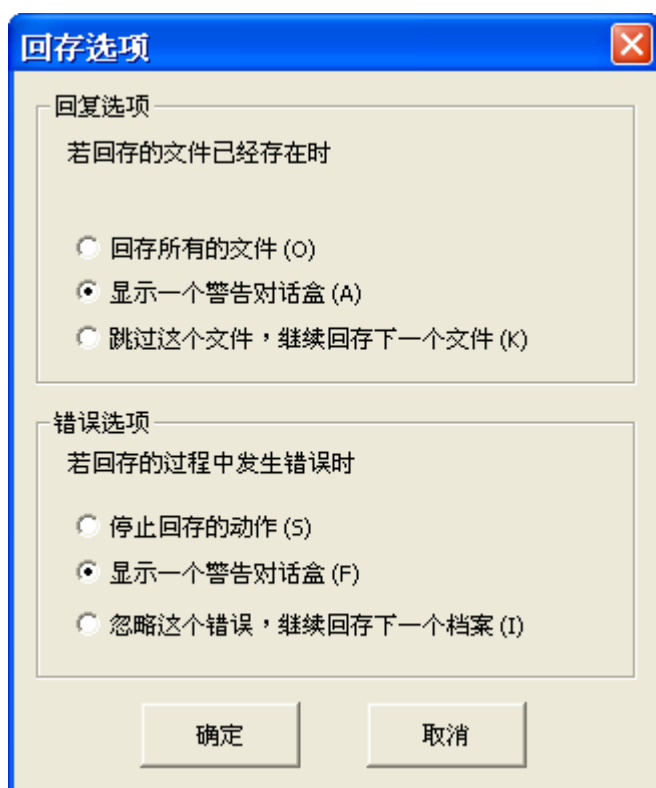 回存选项
回复选项
若回存的文件已经存在时
回存所有的文件(O)
显示一个警告对话盒(A)
跳过这个文件，继续回存下一个文件(K)
错误选项
若回存的过程中发生错误时
停止回存的动作(S)
显示一个警告对话盒(F)
忽略这个错误，继续回存下一个档案(I)
确定
取消